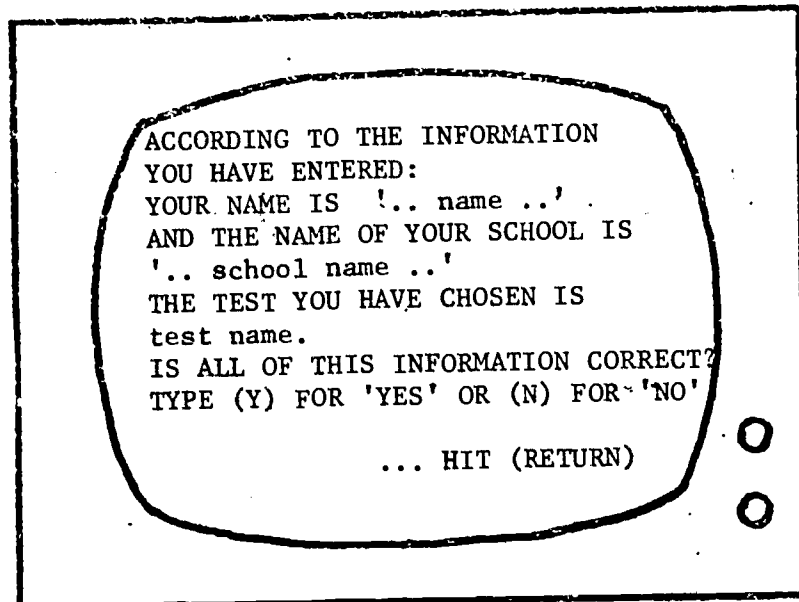 ACCORDING TO THE INFORMATION
YOU HAVE ENTERED:
YOUR NAME IS '.. name ..'
AND THE NAME OF YOUR SCHOOL IS
'.. school name ..'
THE TEST YOU HAVE CHOSEN IS
test name.
IS ALL OF THIS INFORMATION CORRECT?
TYPE (Y) FOR 'YES' OR (N) FOR 'NO'
... HIT (RETURN)